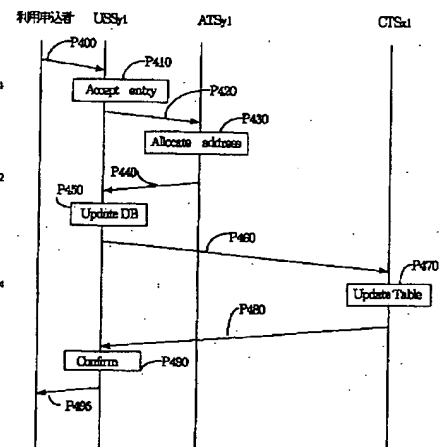 利用申込者 USSy1 ATSy1 CTSx1
P400
P410
Accept entry
P420
P430
Allocate address
P440
P450
Update DB
P460
P470
Update Table
P480
Confirm
P490
P495